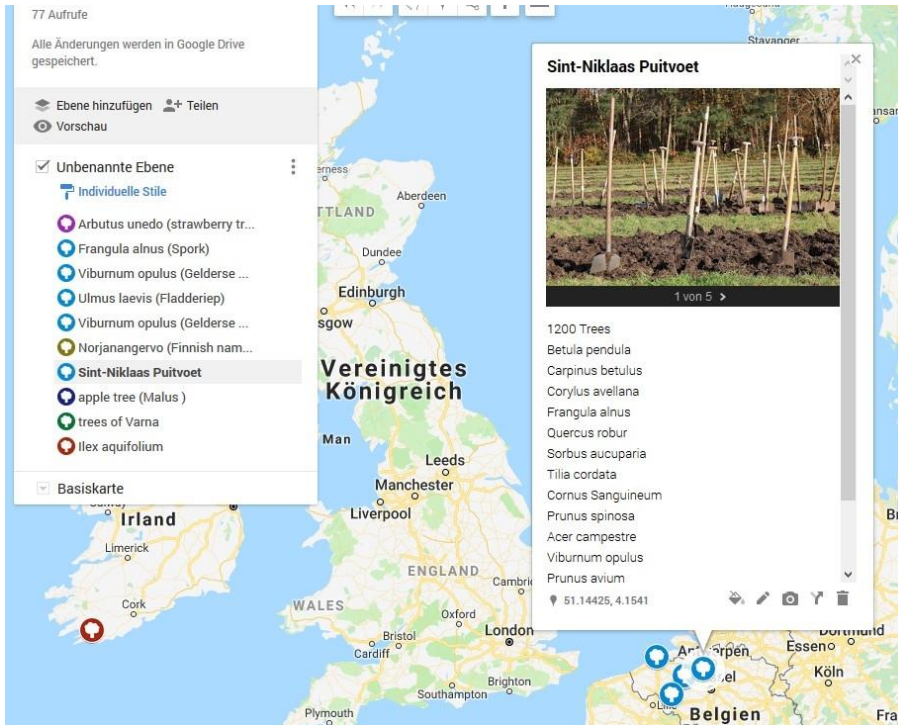 77 Aufrufe
Alle Änderungen werden in Google Drive
gespeichert.
Ebene hinzufügen
Teilen
Vorschau
Unbenannte Ebene
Individuelle Stile
Arbutus unedo (strawberry tr...
Frangula alnus (Spork)
Viburnum opulus (Gelderse ...
Ulmus laevis (Fladderiep)
Viburnum opulus (Gelderse ...
Norjanangervo (Finnish nam...
Sint-Niklaas Puitvoet
apple tree (Malus )
trees of Varna
Ilex aquifolium
Basiskarte
Sint-Niklaas Puitvoet
1 von 5
1200 Trees
Betula pendula
Carpinus betulus
Corylus avellana
Frangula alnus
Quercus robur
Sorbus aucuparia
Tilia cordata
Cornus Sanguineum
Prunus spinosa
Acer campestre
Viburnum opulus
Prunus avium
51.14425, 4.1541
Stavanger
Aberdeen
Dundee
Edinburgh
Vereinigtes
Königreich
Man
Leeds
Manchester
Liverpool
Irland
Limerick
ENGLAND
Cork
WALES
Oxford
London
Bristol
Cardiff
Brighton
Southampton
Plymouth
Dortmund
Essen
Köln
Belgien